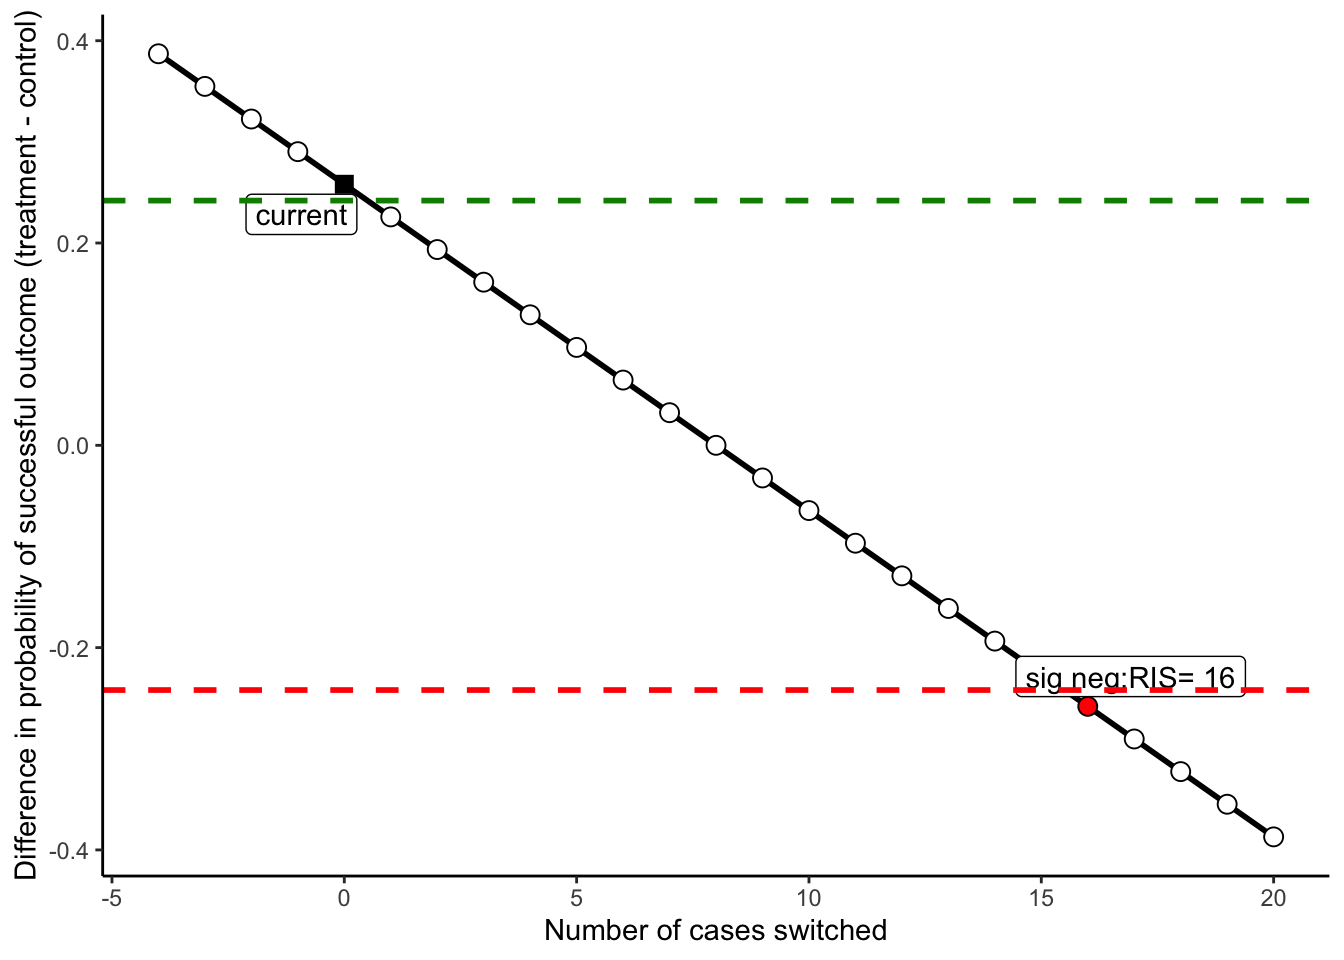 Difference in probability of successful outcome (treatment - control)
0.4
0.2
0.0
-0.2
-0.4
current
sig neg:RIS= 16
-5
0
5
10
15
20
Number of cases switched